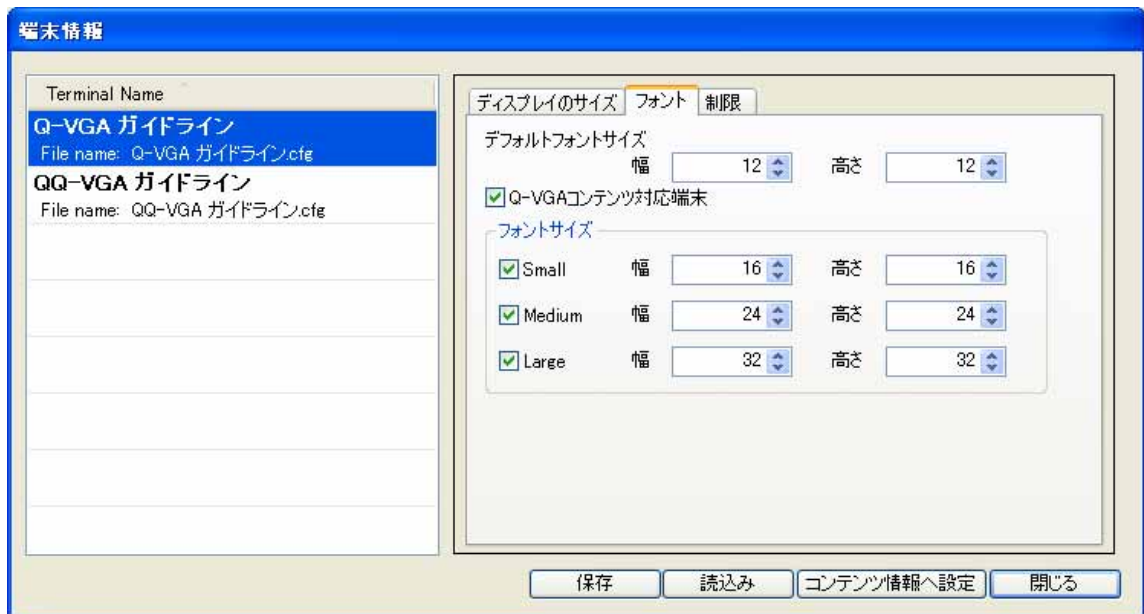 端末情報
Terminal Name
Q-VGA ガイドライン
File name: Q-VGA ガイドライン.cfg
QQ-VGA ガイドライン
File name: QQ-VGA ガイドライン.cfg
ディスプレイのサイズ フォント 制限
デフォルトフォントサイズ
幅 12 高さ 12
Q-VGAコンテンツ対応端末
フォントサイズ
Small 幅 16 高さ 16
Medium 幅 24 高さ 24
Large 幅 32 高さ 32
保存 読込み コンテンツ情報へ設定 閉じる